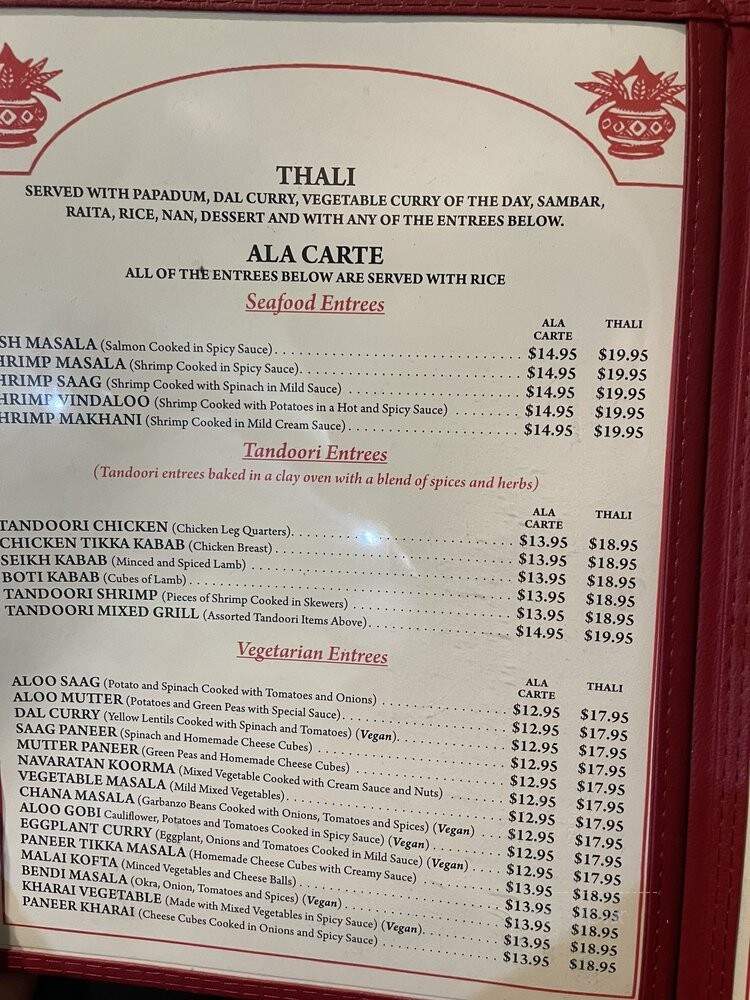 THALI
SERVED WITH PAPADUM, DAL CURRY, VEGETABLE CURRY OF THE DAY, SAMBAR,
RAITA, RICE, NAN, DESSERT AND WITH ANY OF THE ENTREES BELOW.
ALA CARTE
ALL OF THE ENTREES BELOW ARE SERVED WITH RICE
Seafood Entrees
ALA CARTE THALI
SH MASALA (Salmon Cooked in Spicy Sauce) $14.95 $19.95
HRIMP MASALA (Shrimp Cooked in Spicy Sauce) $14.95 $19.95
HRIMP SAAG (Shrimp Cooked with Spinach in Mild Sauce) $14.95 $19.95
HRIMP VINDALOO (Shrimp Cooked with Potatoes in a Hot and Spicy Sauce) $14.95 $19.95
HRIMP MAKHANI (Shrimp Cooked in Mild Cream Sauce) $14.95 $19.95
Tandoori Entrees
(Tandoori entrees baked in a clay oven with a blend of spices and herbs)
ALA CARTE THALI
TANDOORI CHICKEN (Chicken Leg Quarters) $13.95 $18.95
CHICKEN TIKKA KABAB (Chicken Breast) $13.95 $18.95
SEIKH KABAB (Minced and Spiced Lamb) $13.95 $18.95
BOTI KABAB (Cubes of Lamb) $13.95 $18.95
TANDOORI SHRIMP (Pieces of Shrimp Cooked in Skewers) $13.95 $18.95
TANDOORI MIXED GRILL (Assorted Tandoori Items Above) $14.95 $19.95
Vegetarian Entrees
ALA CARTE THALI
ALOO SAAG (Potato and Spinach Cooked with Tomatoes and Onions) $12.95 $17.95
ALOO MUTTER (Potatoes and Green Peas with Special Sauce) $12.95 $17.95
DAL CURRY (Yellow Lentils Cooked with Spinach and Tomatoes) (Vegan) $12.95 $17.95
SAAG PANEER (Spinach and Homemade Cheese Cubes) $12.95 $17.95
MUTTER PANEER (Green Peas and Homemade Cheese Cubes) $12.95 $17.95
NAVARATAN KOORMA (Mixed Vegetable Cooked with Cream Sauce and Nuts) $12.95 $17.95
VEGETABLE MASALA (Mild Mixed Vegetables) $12.95 $17.95
CHANA MASALA (Garbanzo Beans Cooked with Onions, Tomatoes and Spices) (Vegan) $12.95 $17.95
ALOO GOBI Cauliflower, Potatoes and Tomatoes Cooked in Spicy Sauce) (Vegan) $12.95 $17.95
EGGPLANT CURRY (Eggplant, Onions and Tomatoes Cooked in Mild Sauce) (Vegan) $12.95 $17.95
PANEER TIKKA MASALA (Homemade Cheese Cubes with Creamy Sauce) $13.95 $18.95
MALAI KOFTA (Minced Vegetables and Cheese Balls) $13.95 $18.95
BENDI MASALA (Okra, Onion, Tomatoes and Spices) (Vegan) $13.95 $18.95
KHARAI VEGETABLE (Made with Mixed Vegetables in Spicy Sauce) (Vegan) $13.95 $18.95
PANEER KHARAI (Cheese Cubes Cooked in Onions and Spicy Sauce) $13.95 $18.95